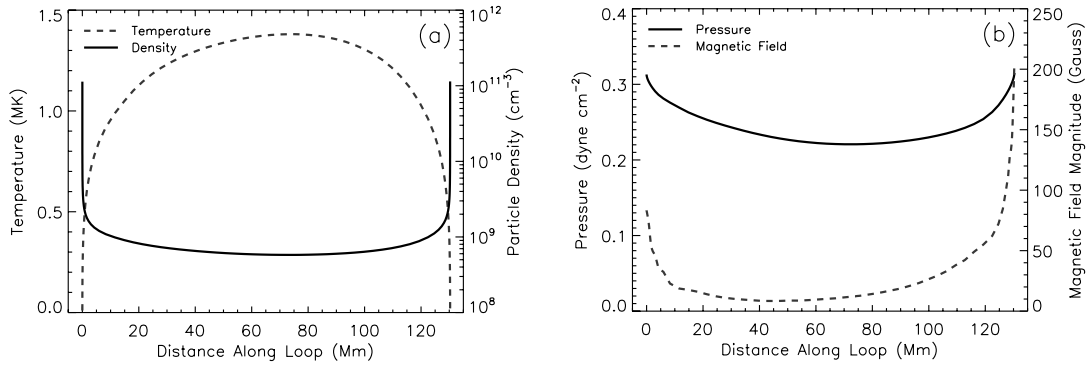 (a)
Temperature
Density
Temperature (MK)
1.5
1.0
0.5
0.0
10^12
10^11
10^10
10^9
10^8
Particle Density (cm^-3)
0 20 40 60 80 100 120
Distance Along Loop (Mm)
(b)
Pressure
Magnetic Field
Pressure (dyne cm^-2)
0.4
0.3
0.2
0.1
0.0
250
200
150
100
50
0
Magnetic Field Magnitude (Gauss)
0 20 40 60 80 100 120
Distance Along Loop (Mm)